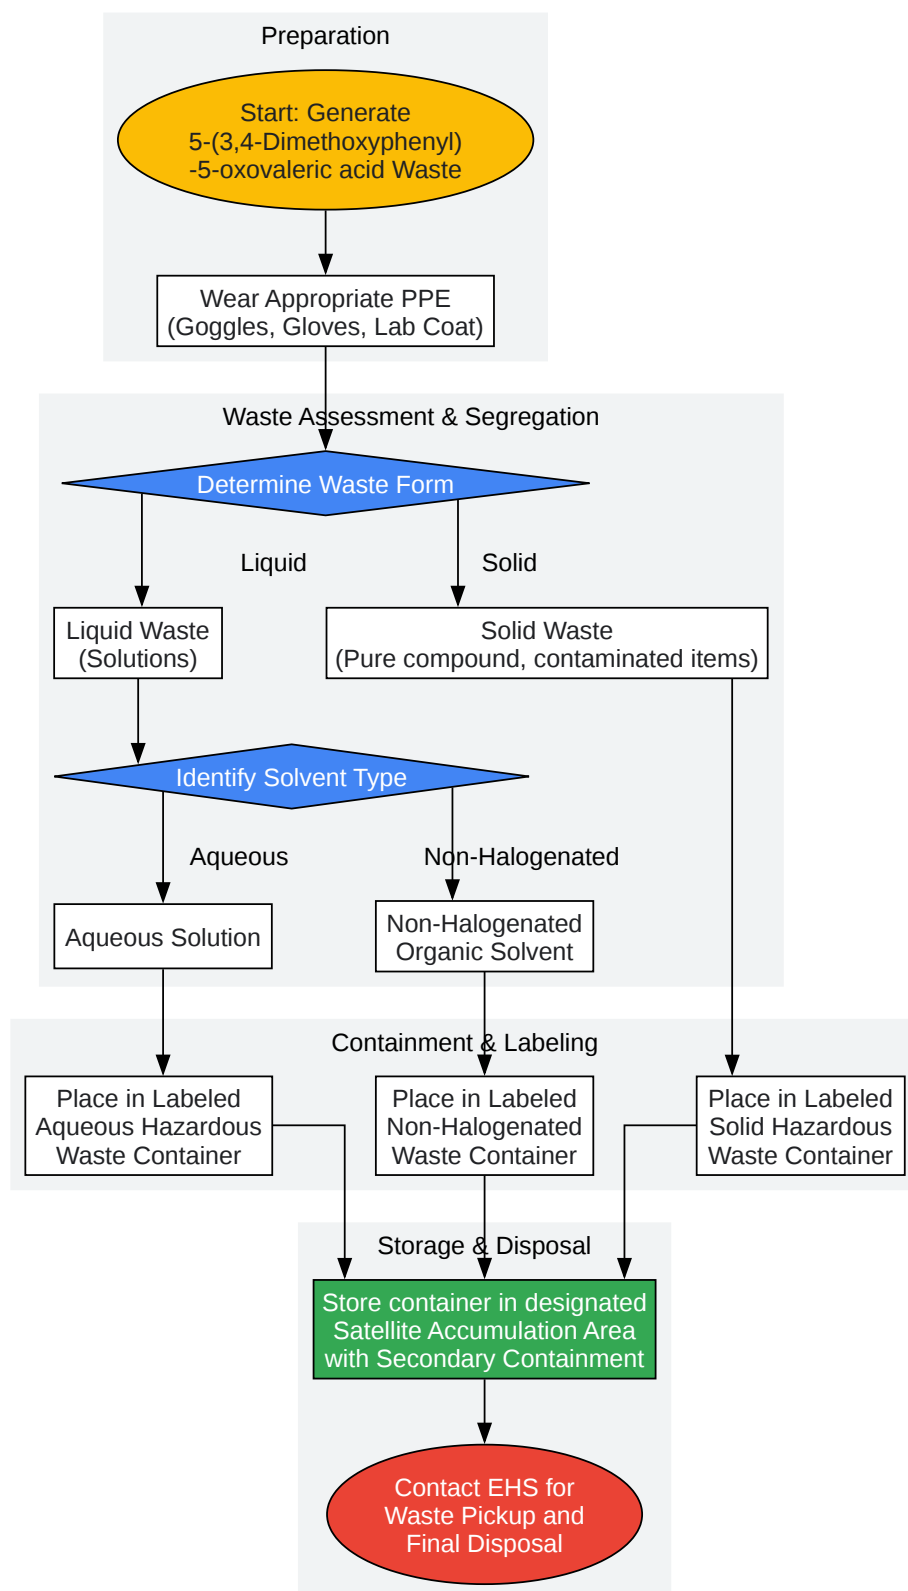 Preparation
Start: Generate
5-(3,4-Dimethoxyphenyl)
-5-oxovaleric acid Waste
Wear Appropriate PPE
(Goggles, Gloves, Lab Coat)
Waste Assessment & Segregation
Determine Waste Form
Liquid
Solid
Liquid Waste
(Solutions)
Solid Waste
(Pure compound, contaminated items)
Identify Solvent Type
Aqueous
Non-Halogenated
Aqueous Solution
Non-Halogenated
Organic Solvent
Containment & Labeling
Place in Labeled
Aqueous Hazardous
Waste Container
Place in Labeled
Non-Halogenated
Waste Container
Place in Labeled
Solid Hazardous
Waste Container
Storage & Disposal
Store container in designated
Satellite Accumulation Area
with Secondary Containment
Contact EHS for
Waste Pickup and
Final Disposal